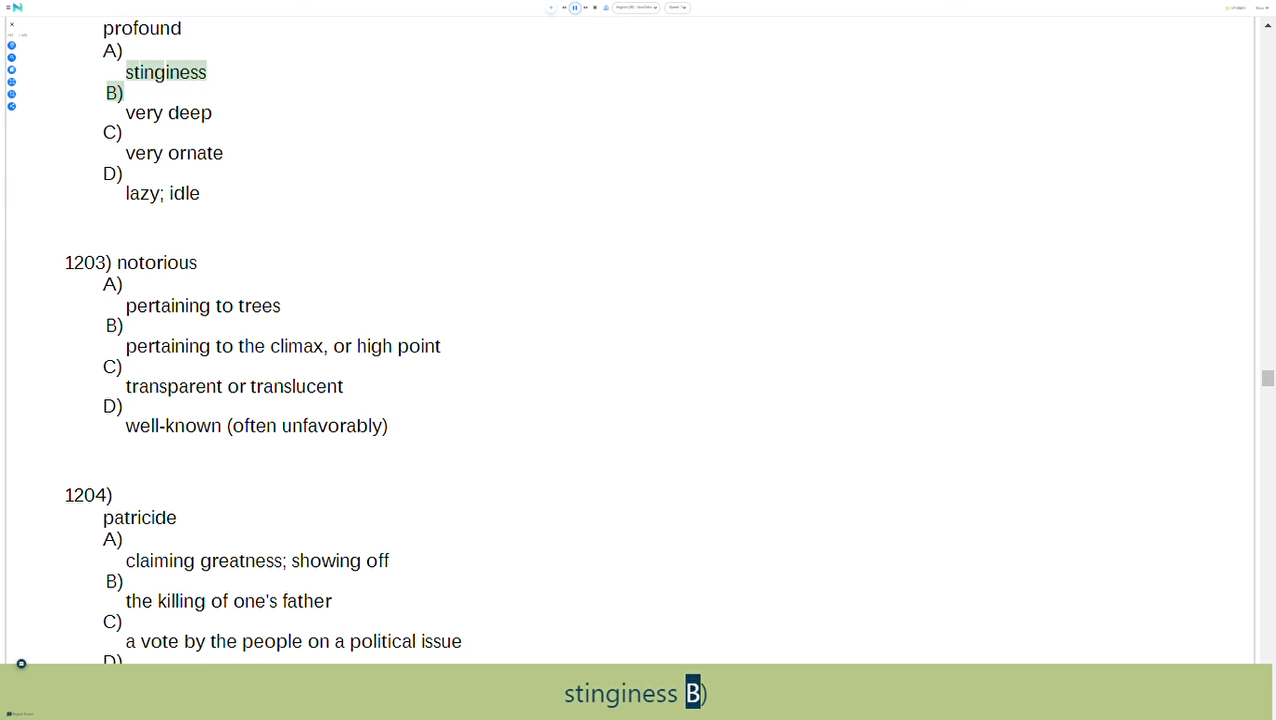 profound
A)
stinginess
B)
very deep
C)
very ornate
D)
lazy; idle
1203) notorious
A)
pertaining to trees
B)
pertaining to the climax, or high point
C)
transparent or translucent
D)
well-known (often unfavorably)
1204)
patricide
A)
claiming greatness; showing off
B)
the killing of one's father
C)
a vote by the people on a political issue
D)
stinginess B)